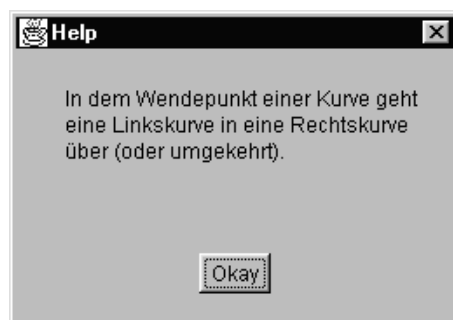 Help
In dem Wendepunkt einer Kurve geht
eine Linkskurve in eine Rechtskurve
über (oder umgekehrt).
Okay